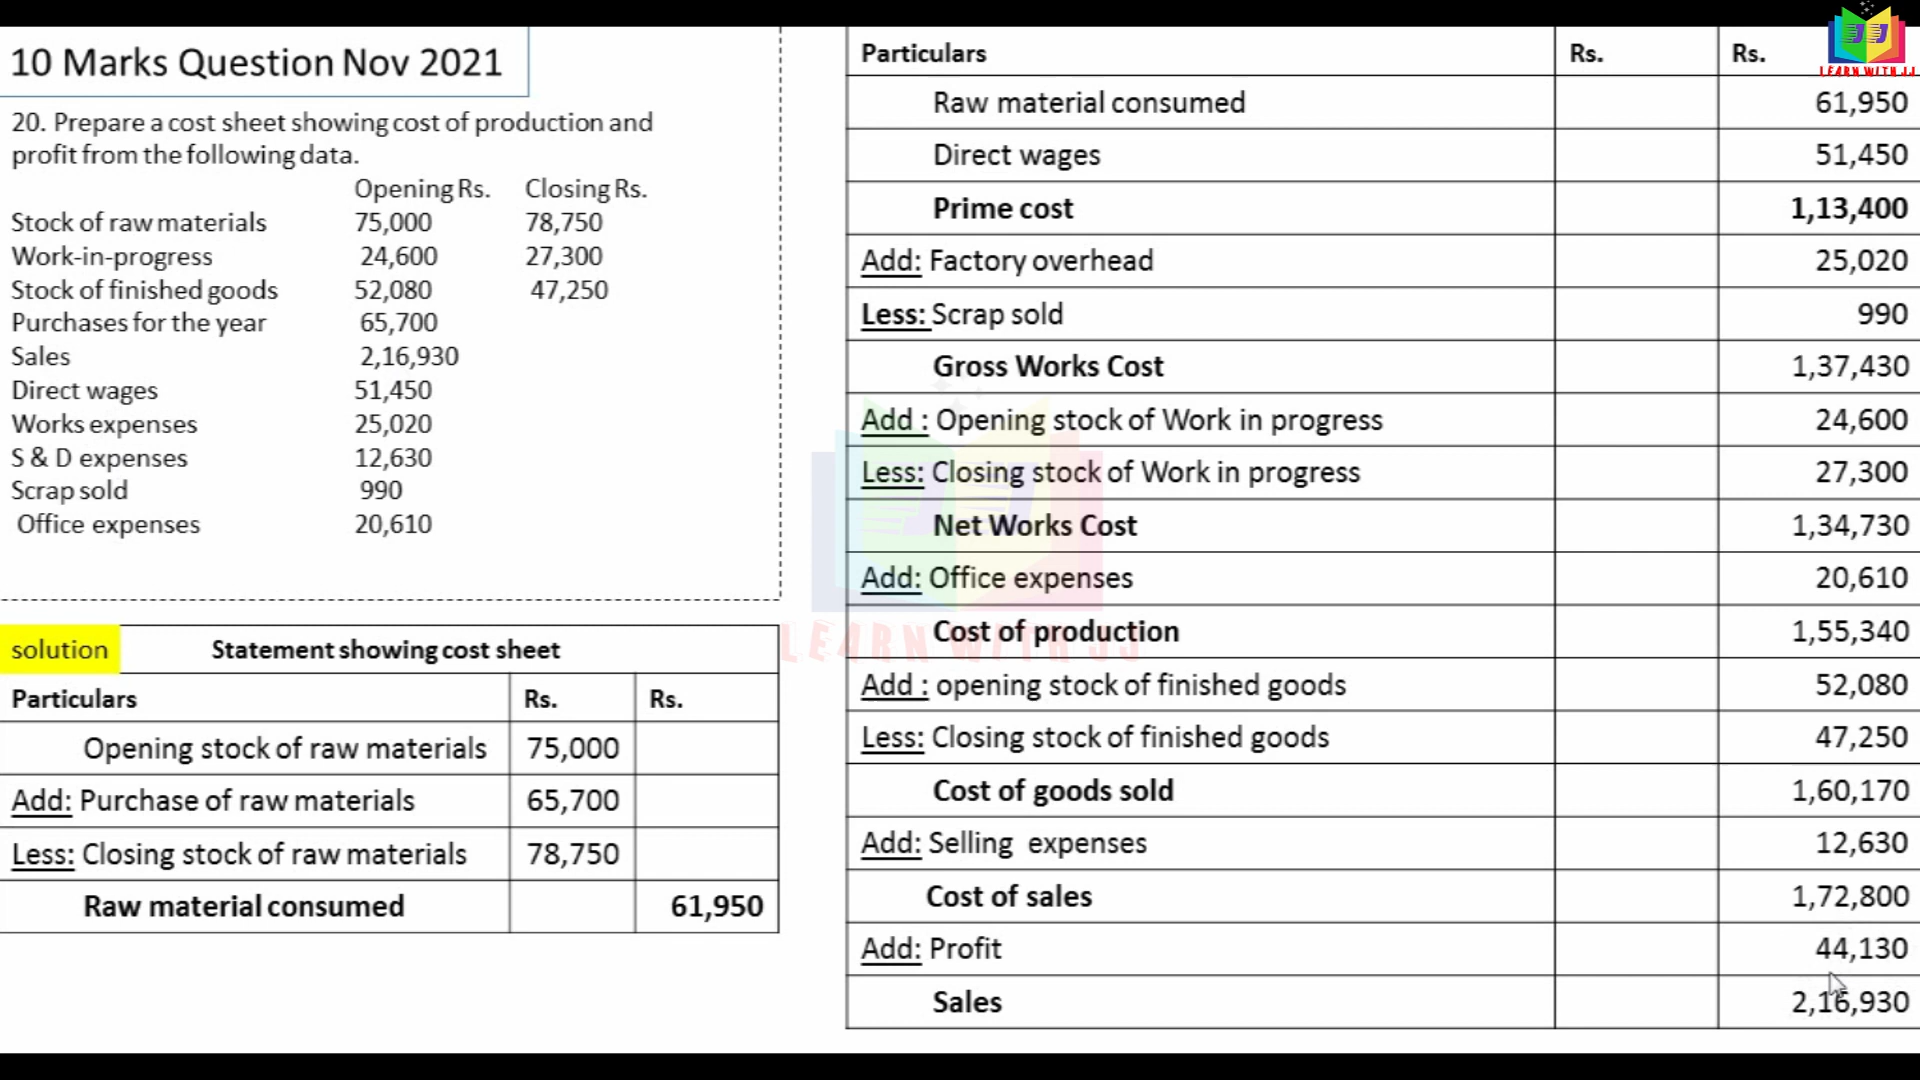 10 Marks Question Nov 2021
20. Prepare a cost sheet showing cost of production and
profit from the following data.
Opening Rs. Closing Rs.
Stock of raw materials 75,000 78,750
Work-in-progress 24,600 27,300
Stock of finished goods 52,080 47,250
Purchases for the year 65,700
Sales 2,16,930
Direct wages 51,450
Works expenses 25,020
S & D expenses 12,630
Scrap sold 990
Office expenses 20,610
solution Statement showing cost sheet
Particulars Rs. Rs.
Opening stock of raw materials 75,000
Add: Purchase of raw materials 65,700
Less: Closing stock of raw materials 78,750
Raw material consumed 61,950
Particulars Rs. Rs.
Raw material consumed 61,950
Direct wages 51,450
Prime cost 1,13,400
Add: Factory overhead 25,020
Less: Scrap sold 990
Gross Works Cost 1,37,430
Add : Opening stock of Work in progress 24,600
Less: Closing stock of Work in progress 27,300
Net Works Cost 1,34,730
Add: Office expenses 20,610
Cost of production 1,55,340
Add : opening stock of finished goods 52,080
Less: Closing stock of finished goods 47,250
Cost of goods sold 1,60,170
Add: Selling expenses 12,630
Cost of sales 1,72,800
Add: Profit 44,130
Sales 2,16,930
JJ
LEARN WITH JJ
JJ
LEARN WITH JJ